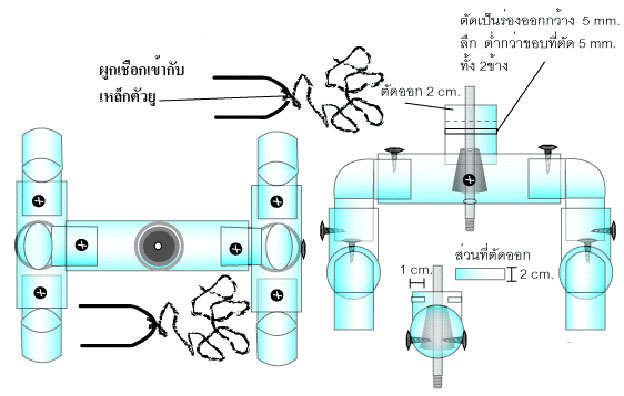 ตัดเป็นร่องออกกว้าง 5 mm.
ลึก ต่ำกว่าขอบที่ตัด 5 mm.
ทั้ง 2ข้าง
ผูกเชือกเข้ากับ
เหล็กตัวยู
ตัดออก 2 cm.
ส่วนที่ตัดออก
1 cm.
2 cm.